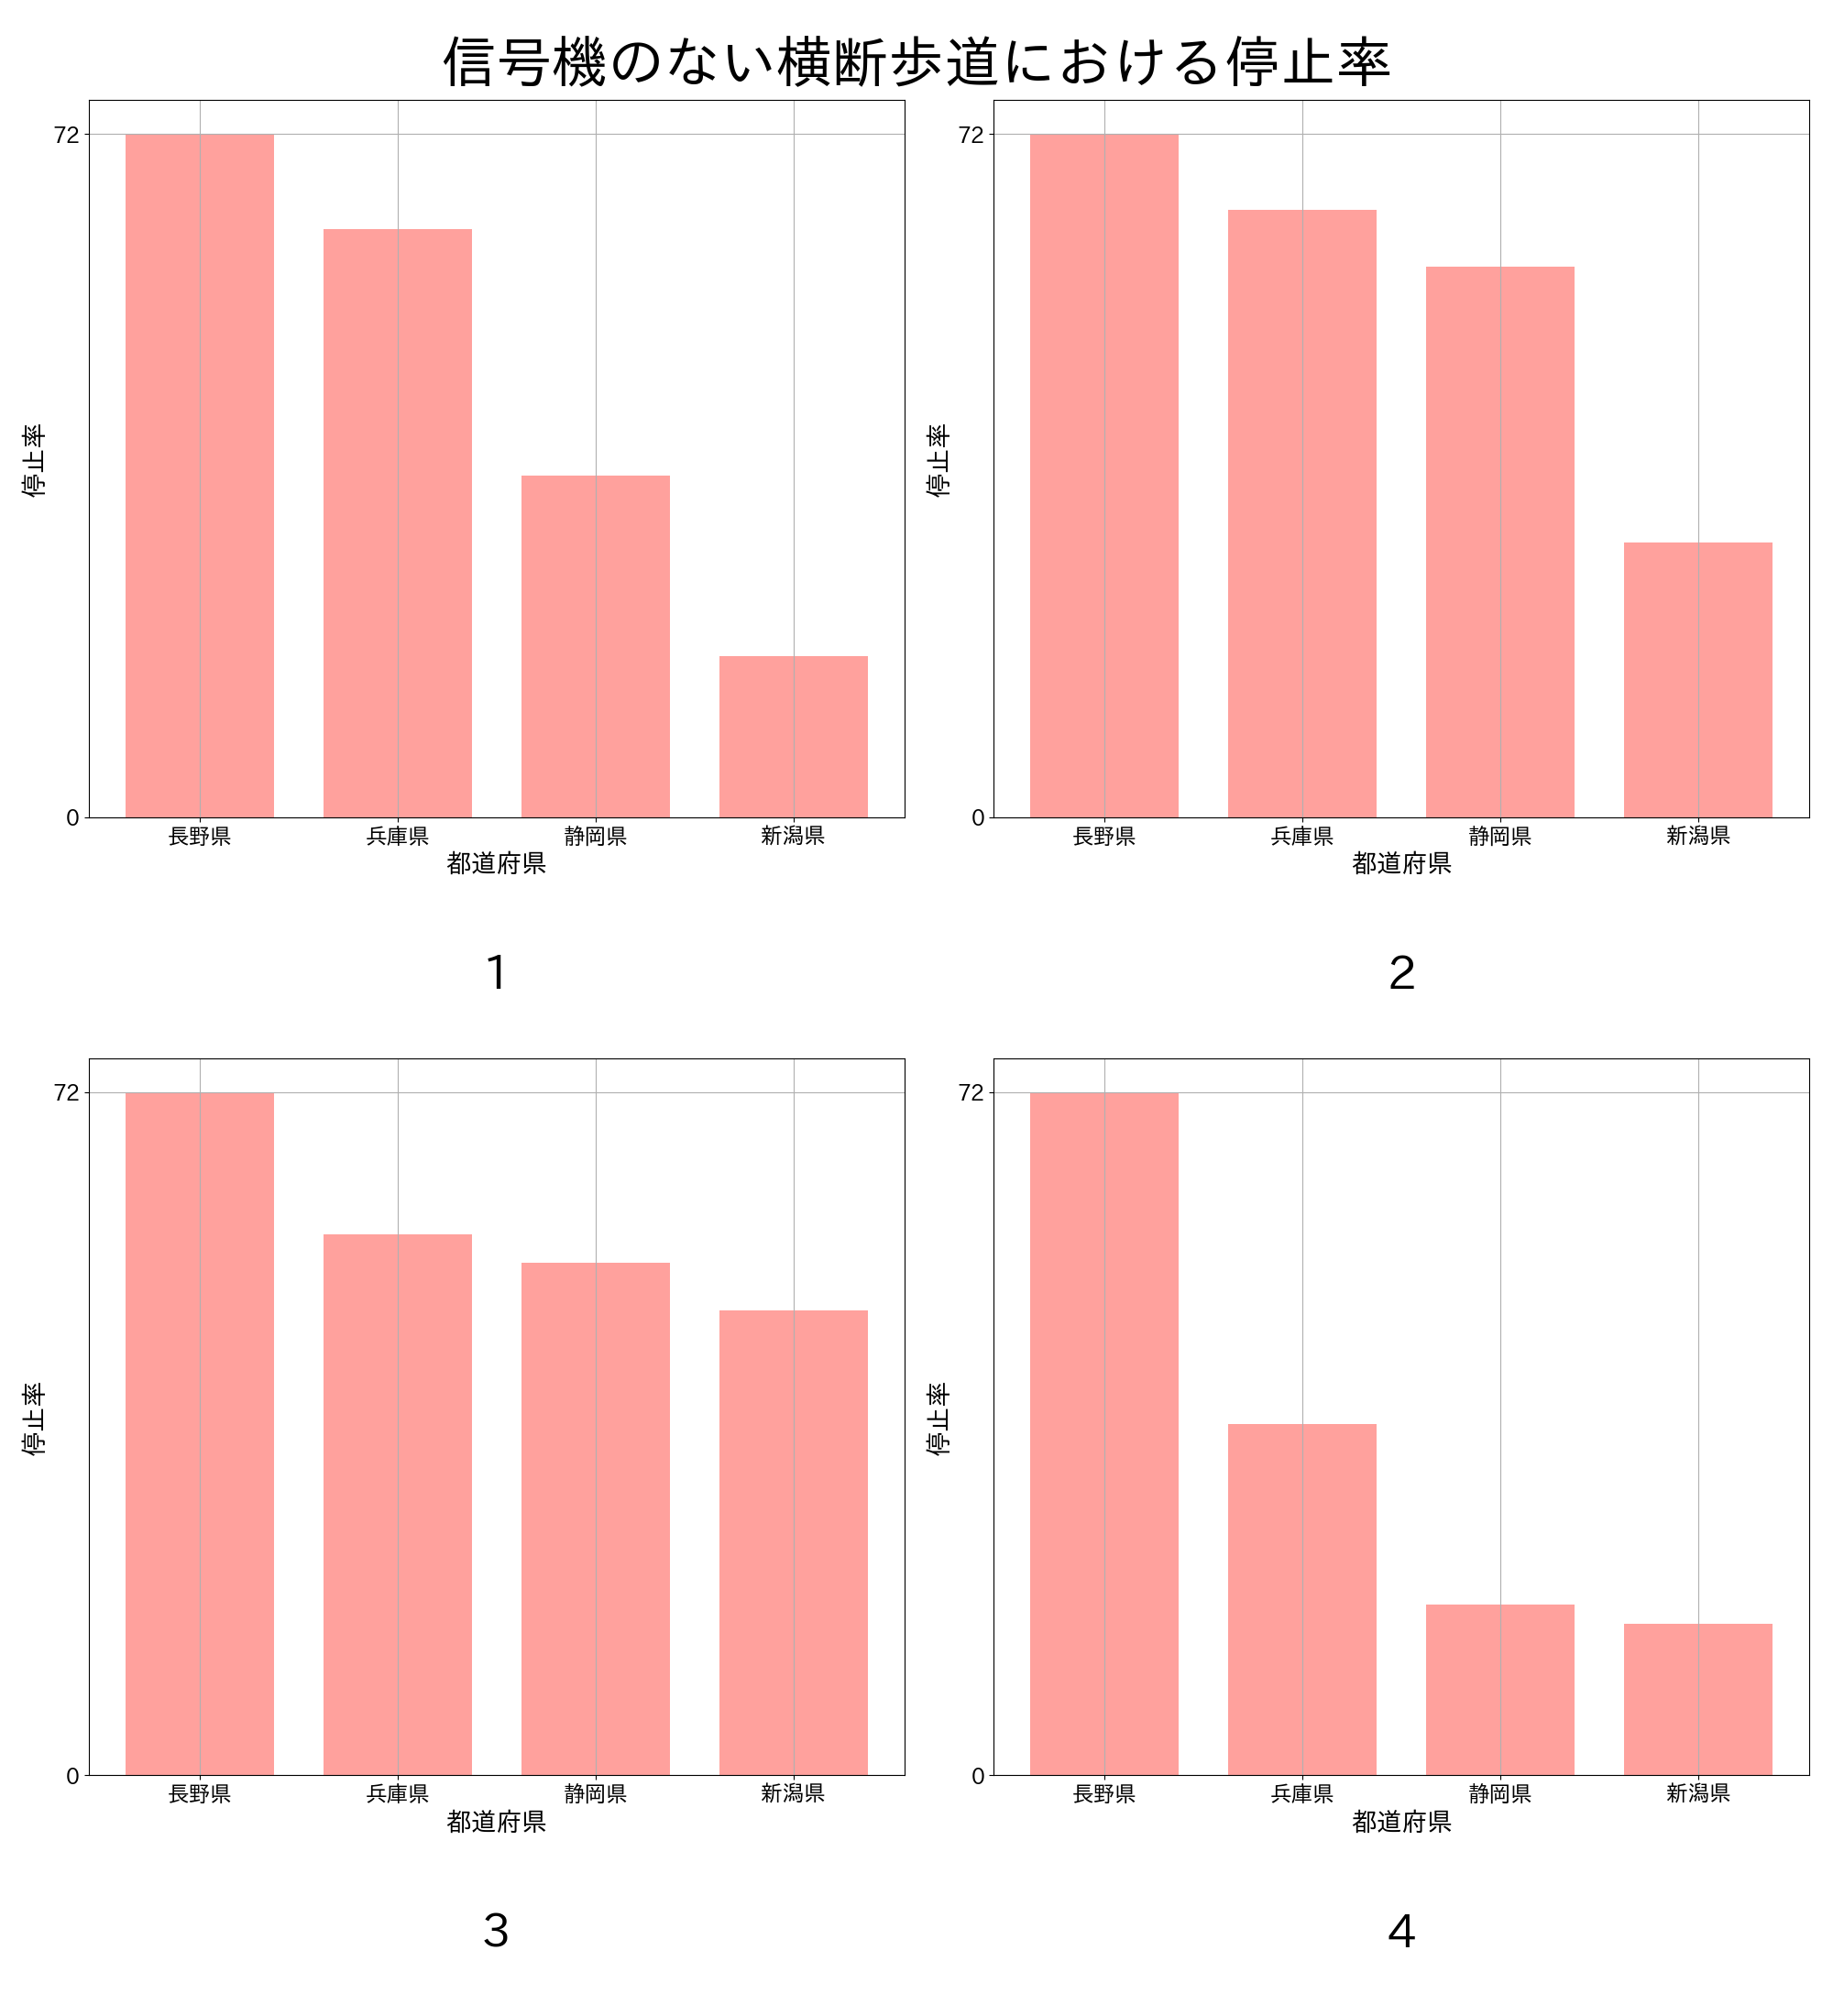 信号機のない横断歩道における停止率
72
0
停止率
長野県 兵庫県 静岡県 新潟県
都道府県
1
72
0
停止率
長野県 兵庫県 静岡県 新潟県
都道府県
2
72
0
停止率
長野県 兵庫県 静岡県 新潟県
都道府県
3
72
0
停止率
長野県 兵庫県 静岡県 新潟県
都道府県
4